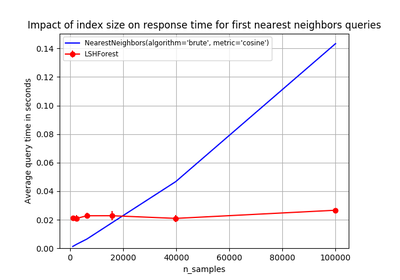 Impact of index size on response time for first nearest neighbors queries
NearestNeighbors(algorithm='brute', metric='cosine')
LSHForest
Average query time in seconds
0.14
0.12
0.10
0.08
0.06
0.04
0.02
0.00
0
20000
40000
60000
80000
100000
n_samples